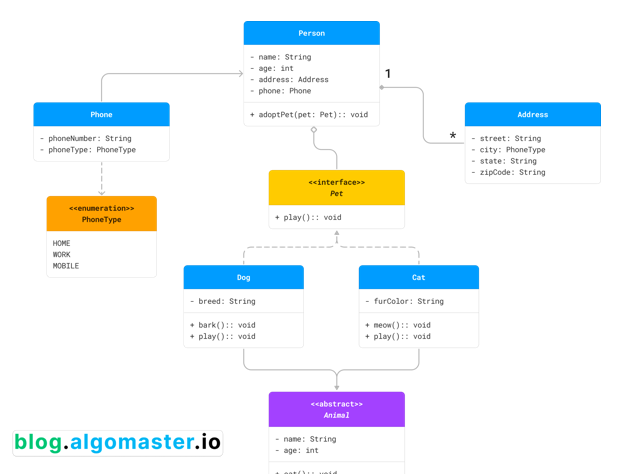 Person
- name: String
- age: int
- address: Address
- phone: Phone
+ adoptPet(pet: Pet):: void
1
*
Phone
- phoneNumber: String
- phoneType: PhoneType
Address
- street: String
- city: PhoneType
- state: String
- zipCode: String
<<interface>>
Pet
+ play():: void
<<enumeration>>
PhoneType
HOME
WORK
MOBILE
Dog
- breed: String
+ bark():: void
+ play():: void
Cat
- furColor: String
+ meow():: void
+ play():: void
<<abstract>>
Animal
- name: String
- age: int
+ eat():: void
blog.algomaster.io